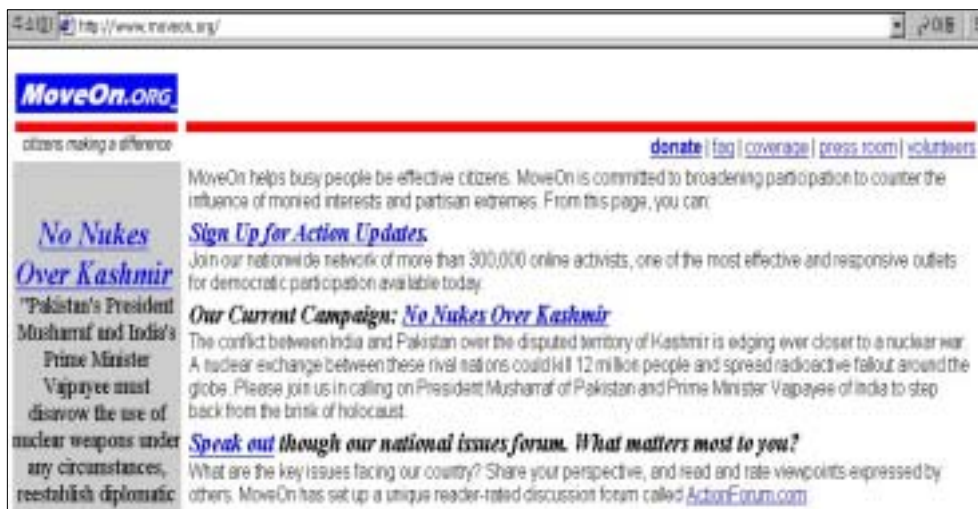 주소(D) http://www.moveon.org/ 이동
MoveOn.ORG
citizens making a difference
donate | faq | coverage | press room | volunteers
No Nukes
Over Kashmir
"Pakistan's President
Musharraf and India's
Prime Minister
Vajpayee must
disavow the use of
nuclear weapons under
any circumstances,
reestablish diplomatic
MoveOn helps busy people be effective citizens. MoveOn is committed to broadening participation to counter the
influence of monied interests and partisan extremes. From this page, you can:
Sign Up for Action Updates.
Join our nationwide network of more than 300,000 online activists, one of the most effective and responsive outlets
for democratic participation available today.
Our Current Campaign: No Nukes Over Kashmir
The conflict between India and Pakistan over the disputed territory of Kashmir is edging ever closer to a nuclear war.
A nuclear exchange between these rival nations could kill 12 million people and spread radioactive fallout around the
globe. Please join us in calling on President Musharraf of Pakistan and Prime Minister Vajpayee of India to step
back from the brink of holocaust.
Speak out though our national issues forum. What matters most to you?
What are the key issues facing our country? Share your perspective, and read and rate viewpoints expressed by
others. MoveOn has set up a unique reader-rated discussion forum called ActionForum.com